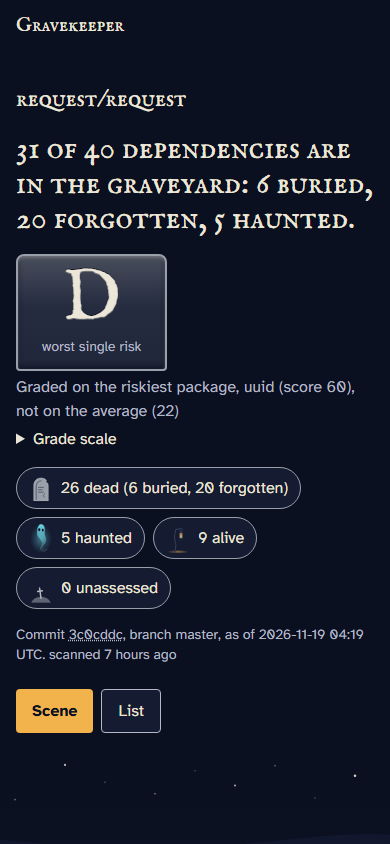 Gravekeeper
request/request
31 of 40 dependencies are
in the graveyard: 6 buried,
20 forgotten, 5 haunted.
D
worst single risk
Graded on the riskiest package, uuid (score 60),
not on the average (22)
Grade scale
26 dead (6 buried, 20 forgotten)
5 haunted
9 alive
0 unassessed
Commit 3c0cddc, branch master, as of 2026-11-19 04:19
UTC. scanned 7 hours ago
Scene
List